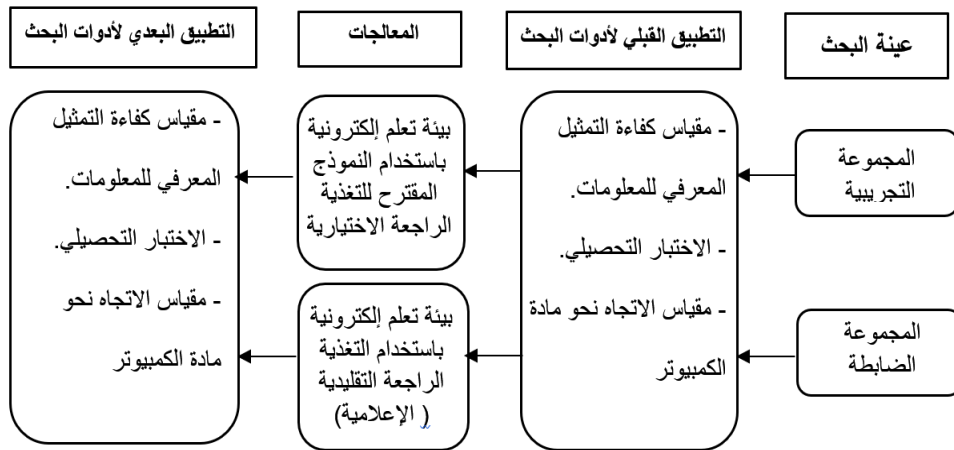 عينة البحث
التطبيق القبلي لأدوات البحث
المعالجات
التطبيق البعدي لأدوات البحث
المجموعة
التجريبية
المجموعة
الضابطة
- مقياس كفاءة التمثيل
المعرفي للمعلومات.
- الاختبار التحصيلي.
- مقياس الاتجاه نحو مادة
الكمبيوتر
بيئة تعلم إلكترونية
باستخدام النموذج
المقترح للتغذية
الراجعة الاختيارية
بيئة تعلم إلكترونية
باستخدام التغذية
الراجعة التقليدية
( الإعلامية)
- مقياس كفاءة التمثيل
المعرفي للمعلومات.
- الاختبار التحصيلي.
- مقياس الاتجاه نحو
مادة الكمبيوتر